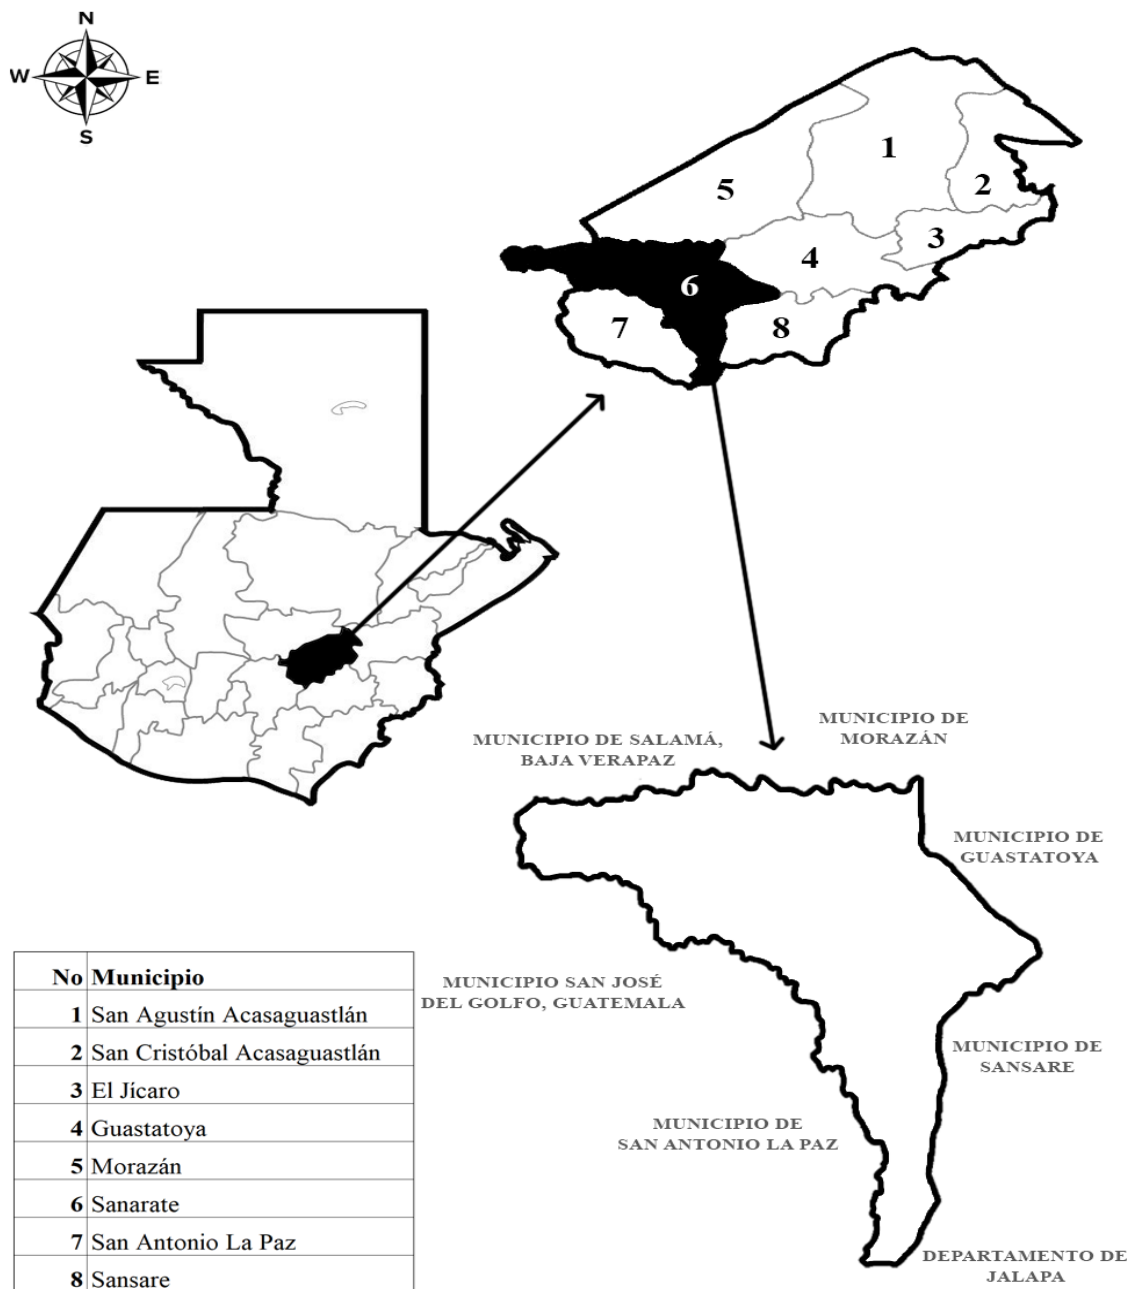 N
W E
S
1
2
5
3
4
6
7
8
MUNICIPIO DE
MORAZÁN
MUNICIPIO DE SALAMÁ,
BAJA VERAPAZ
MUNICIPIO DE
GUASTATOYA
MUNICIPIO SAN JOSÉ
DEL GOLFO, GUATEMALA
MUNICIPIO DE
SANSARE
MUNICIPIO DE
SAN ANTONIO LA PAZ
DEPARTAMENTO DE
JALAPA
No Municipio
1 San Agustín Acasaguastlán
2 San Cristóbal Acasaguastlán
3 El Jícaro
4 Guastatoya
5 Morazán
6 Sanarate
7 San Antonio La Paz
8 Sansare